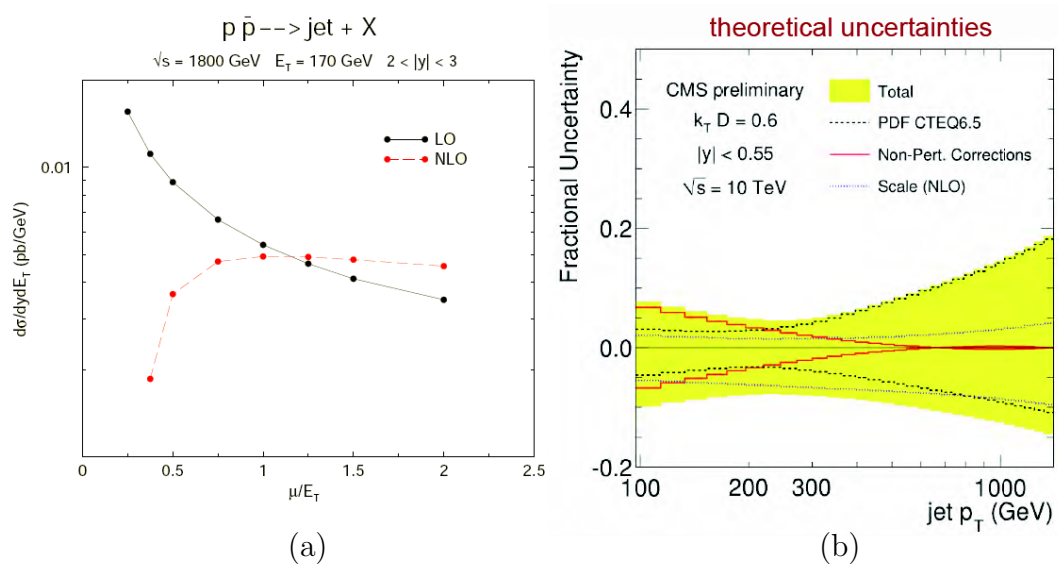 p p̄ --> jet + X
√s = 1800 GeV E_T = 170 GeV 2 < |y| < 3
LO
NLO
0.01
dσ/dydE_T (pb/GeV)
0 0.5 1 1.5 2 2.5
μ/E_T
(a)
theoretical uncertainties
Fractional Uncertainty
0.4
0.2
0.0
-0.2
CMS preliminary
k_T D = 0.6
|y| < 0.55
√s = 10 TeV
Total
PDF CTEQ6.5
Non-Pert. Corrections
Scale (NLO)
100 200 300 1000
jet p_T (GeV)
(b)